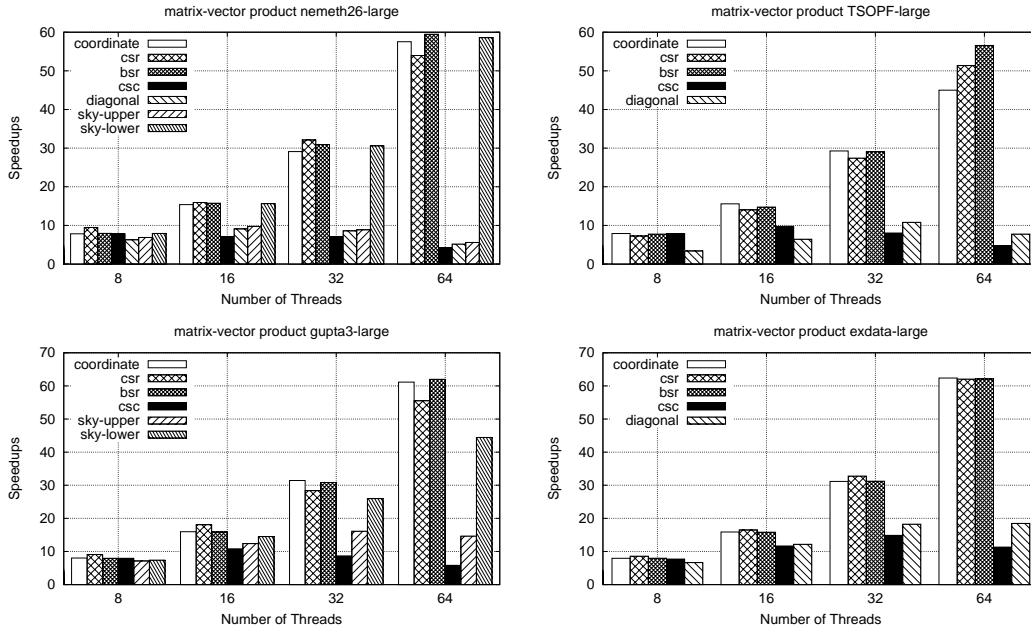 matrix-vector product nemeth26-large
60
50
40
30
20
10
0
Speedups
coordinate
csr
bsr
csc
diagonal
sky-upper
sky-lower
8 16 32 64
Number of Threads
matrix-vector product TSOPF-large
60
50
40
30
20
10
0
Speedups
coordinate
csr
bsr
csc
diagonal
8 16 32 64
Number of Threads
matrix-vector product gupta3-large
70
60
50
40
30
20
10
0
Speedups
coordinate
csr
bsr
csc
sky-upper
sky-lower
8 16 32 64
Number of Threads
matrix-vector product exdata-large
70
60
50
40
30
20
10
0
Speedups
coordinate
csr
bsr
csc
diagonal
8 16 32 64
Number of Threads